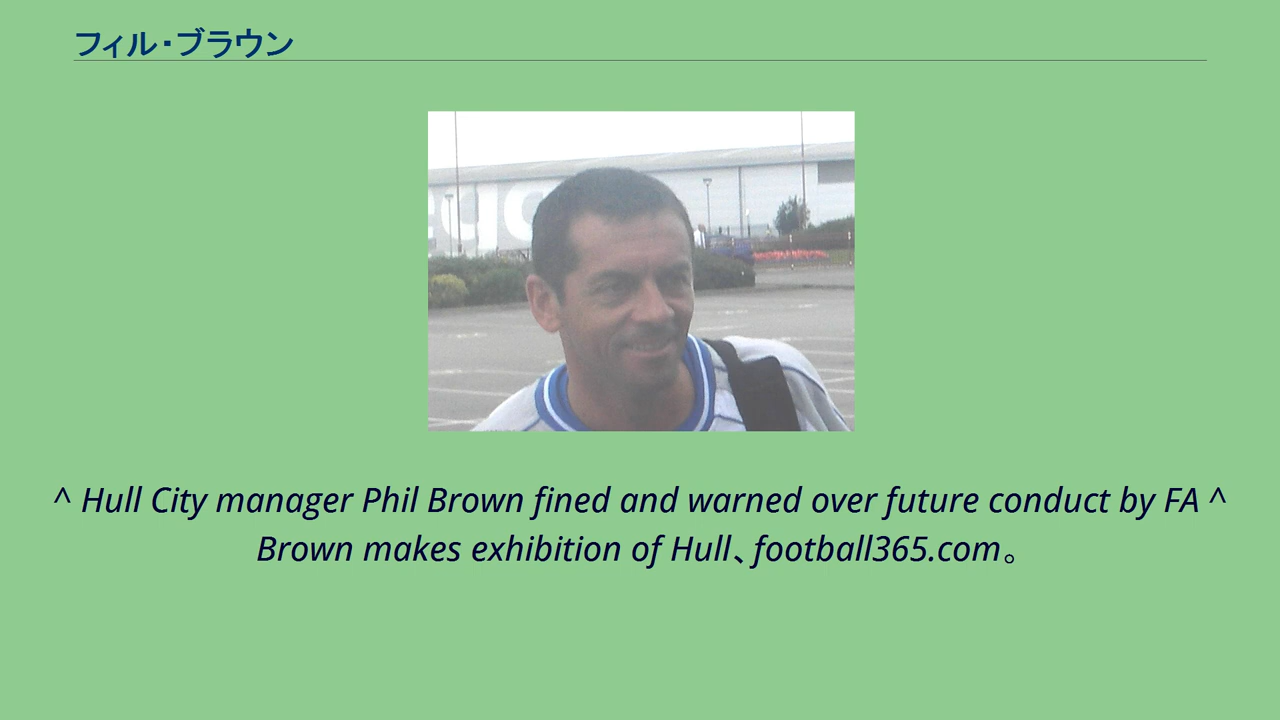 フィル・ブラウン
^ Hull City manager Phil Brown fined and warned over future conduct by FA ^
Brown makes exhibition of Hull、football365.com。